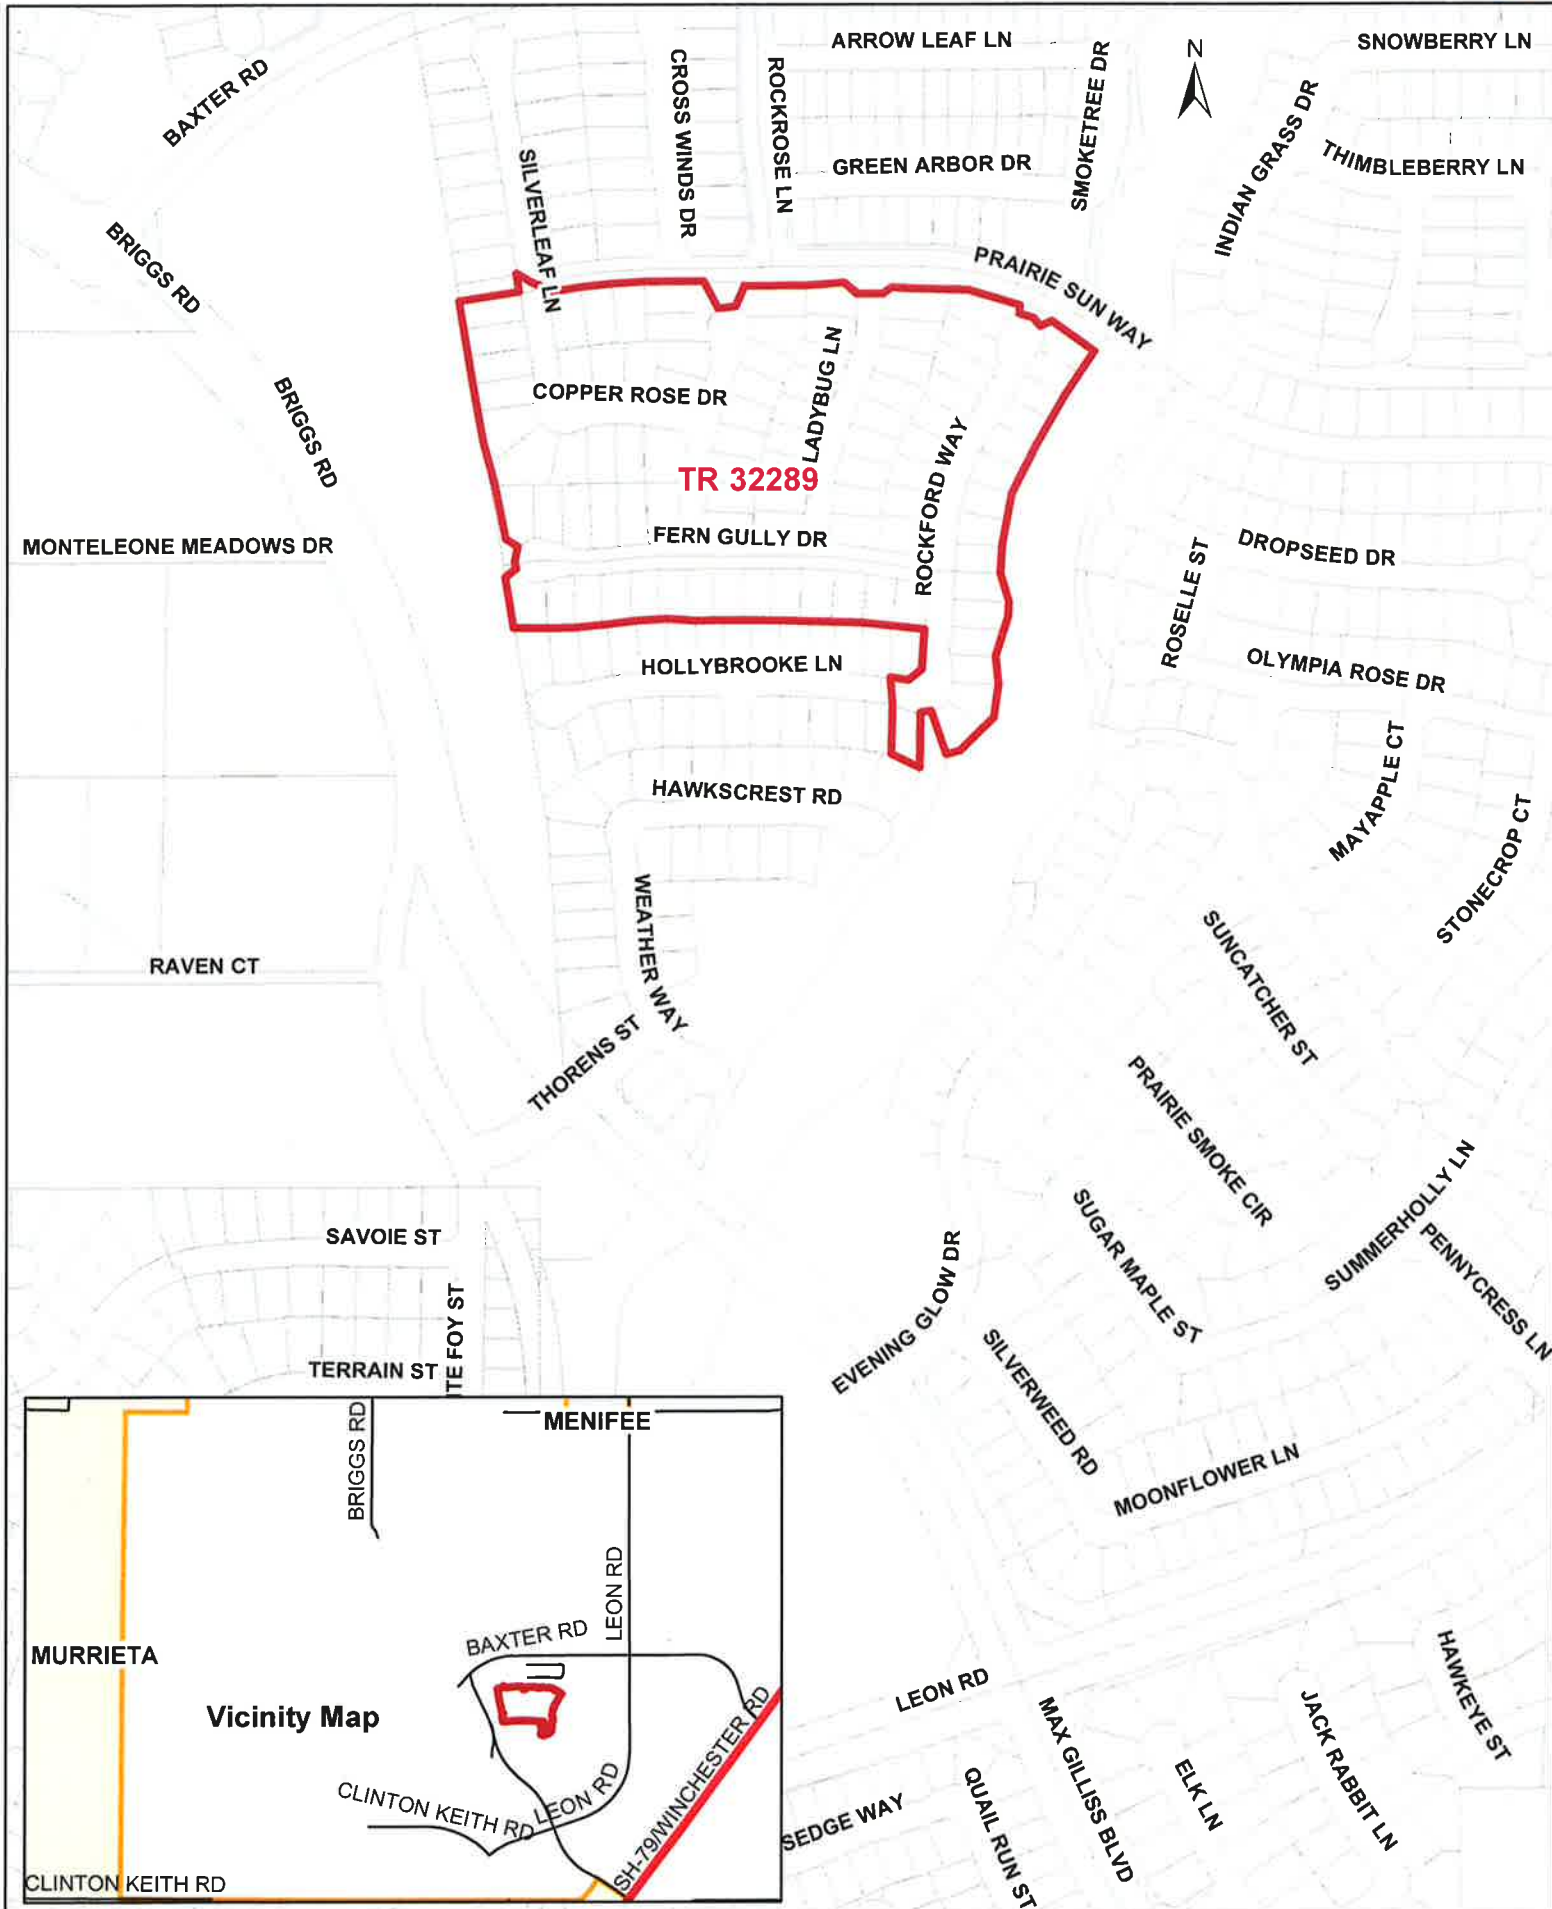 ARROW LEAF LN
SNOWBERRY LN
N
BAXTER RD
CROSS WINDS DR
ROCKROSE LN
SMOKETREE DR
INDIAN GRASS DR
THIMBLEBERRY LN
GREEN ARBOR DR
SILVERLEAF LN
BRIGGS RD
PRAIRIE SUN WAY
BRIGGS RD
COPPER ROSE DR
LADYBUG LN
ROCKFORD WAY
TR 32289
FERN GULLY DR
MONTELEONE MEADOWS DR
DROPSEED DR
ROSELLE ST
HOLLYBROOKE LN
OLYMPIA ROSE DR
MAYAPPLE CT
HAWKSCREST RD
STONECROP CT
WEATHER WAY
RAVEN CT
SUNCATCHER ST
THORENS ST
PRAIRIE SMOKE CIR
SUMMERHOLLY LN
SUGAR MAPLE ST
PENNYCRESS LN
SAVOIE ST
EVENING GLOW DR
ITE FOY ST
TERRAIN ST
SILVERWEED RD
MOONFLOWER LN
HAWKEYE ST
LEON RD
MAX GILLISS BLVD
JACK RABBIT LN
ELK LN
QUAIL RUN ST
SEDGE WAY
MENIFEE
BRIGGS RD
LEON RD
BAXTER RD
MURRIETA
Vicinity Map
SH-79/WINCHESTER RD
LEON RD
CLINTON KEITH RD
CLINTON KEITH RD